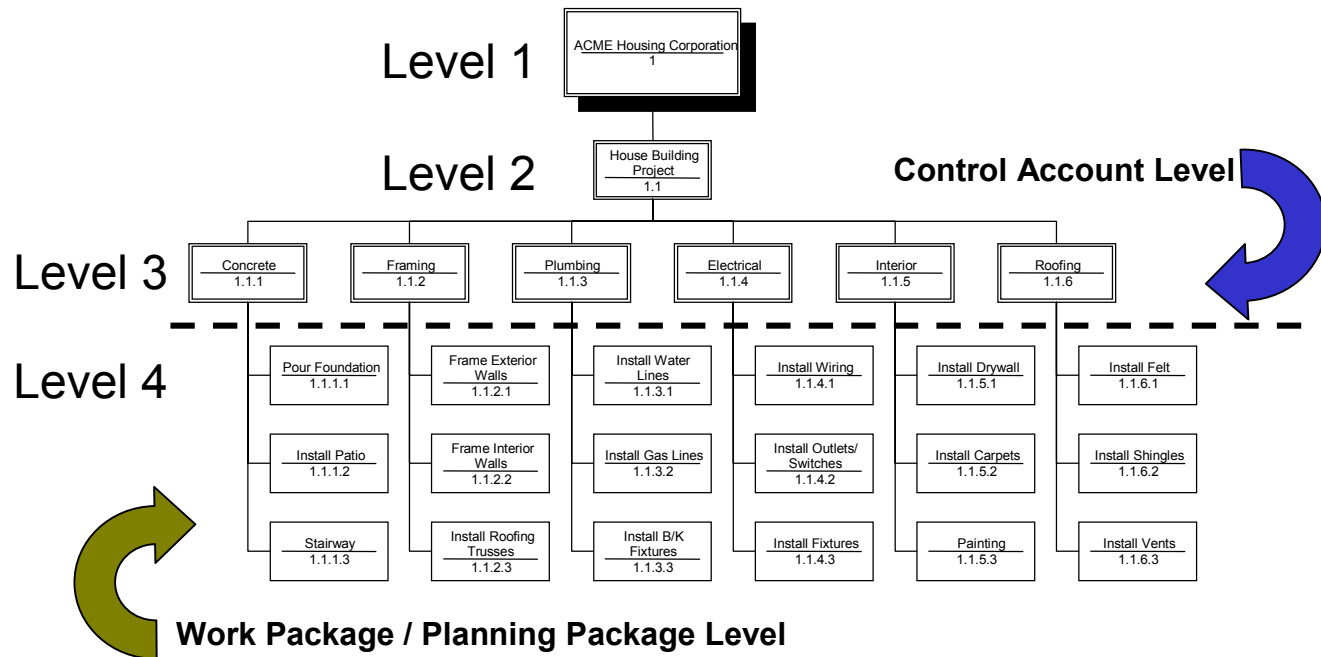 Level 1
ACME Housing Corporation
1
Level 2
House Building
Project
1.1
Control Account Level
Level 3
Concrete
1.1.1
Framing
1.1.2
Plumbing
1.1.3
Electrical
1.1.4
Interior
1.1.5
Roofing
1.1.6
Level 4
Pour Foundation
1.1.1.1
Frame Exterior
Walls
1.1.2.1
Install Water
Lines
1.1.3.1
Install Wiring
1.1.4.1
Install Drywall
1.1.5.1
Install Felt
1.1.6.1
Install Patio
1.1.1.2
Frame Interior
Walls
1.1.2.2
Install Gas Lines
1.1.3.2
Install Outlets/
Switches
1.1.4.2
Install Carpets
1.1.5.2
Install Shingles
1.1.6.2
Stairway
1.1.1.3
Install Roofing
Trusses
1.1.2.3
Install B/K
Fixtures
1.1.3.3
Install Fixtures
1.1.4.3
Painting
1.1.5.3
Install Vents
1.1.6.3
Work Package / Planning Package Level